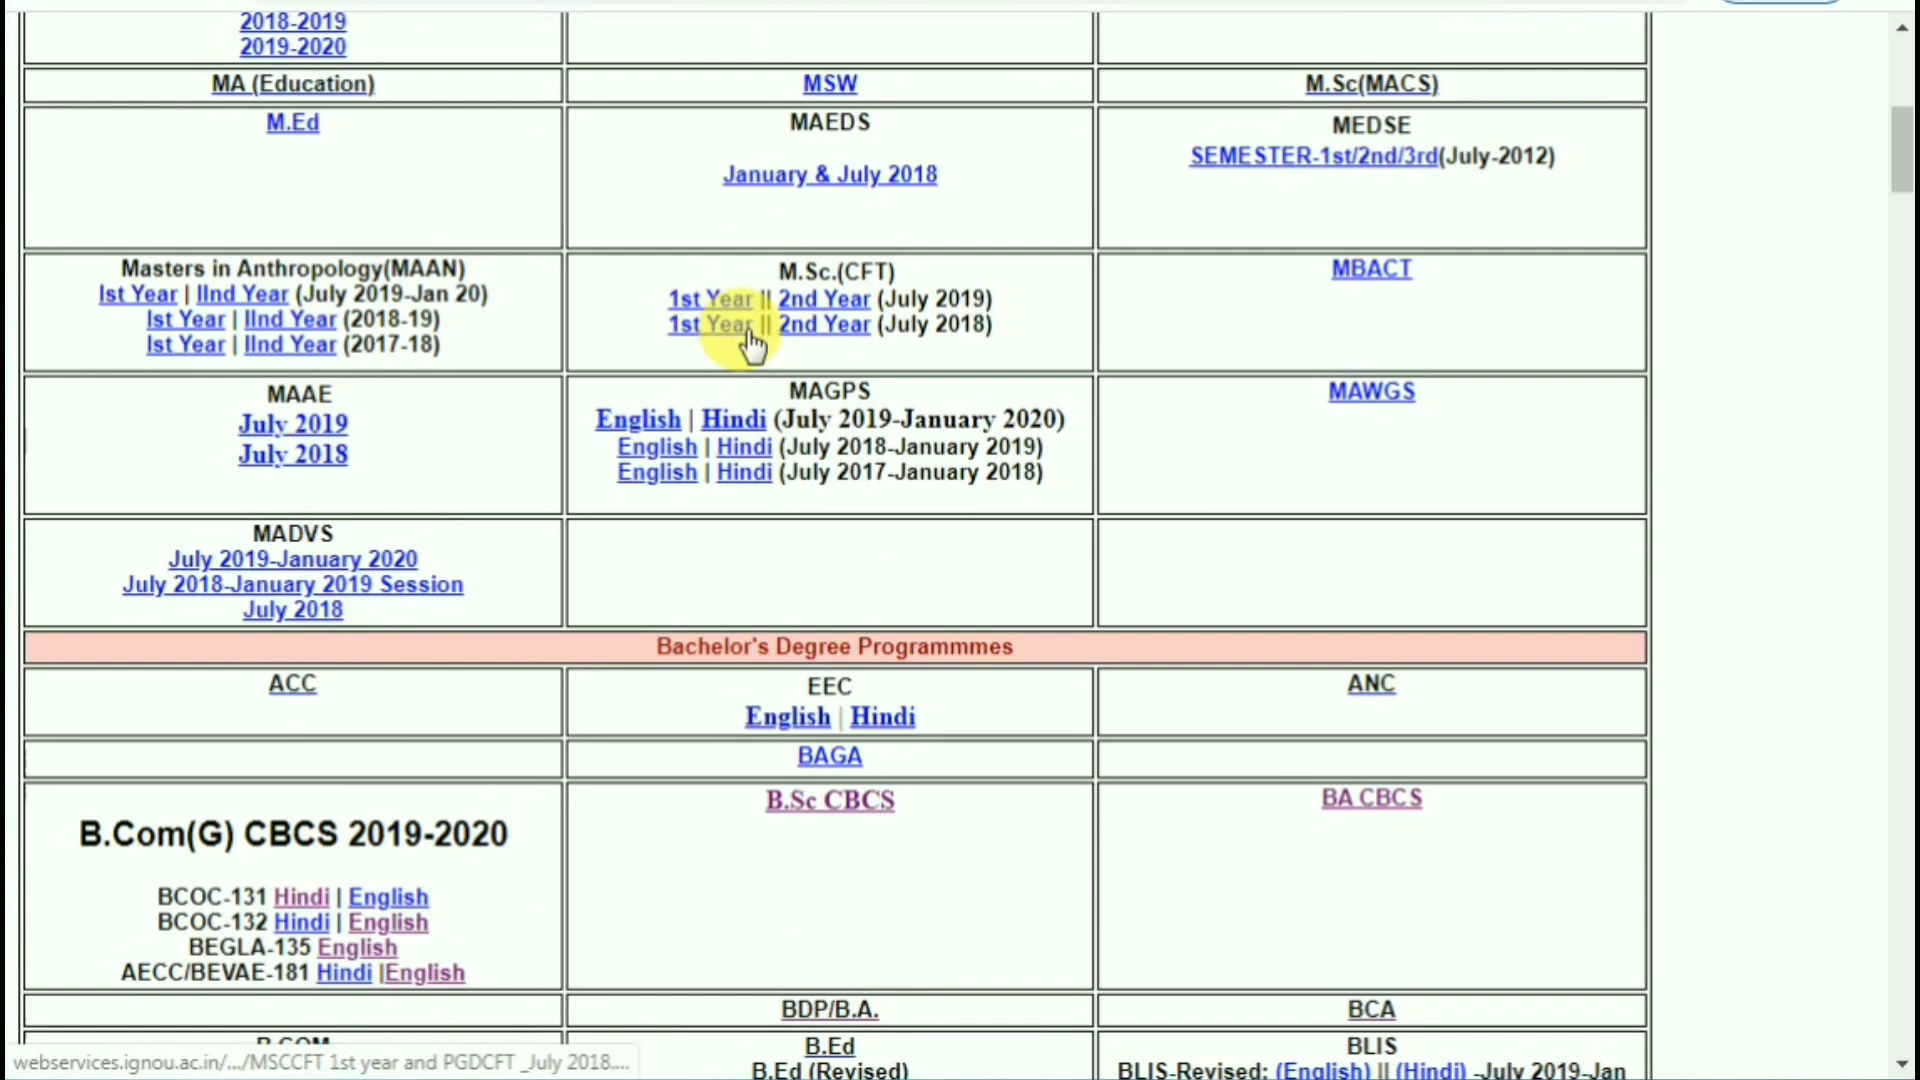 2018-2019
2019-2020
MA (Education)
MSW
M.Sc(MACS)
M.Ed
MAEDS
January & July 2018
MEDSE
SEMESTER-1st/2nd/3rd(July-2012)
Masters in Anthropology(MAAN)
Ist Year | IInd Year (July 2019-Jan 20)
Ist Year | IInd Year (2018-19)
Ist Year | IInd Year (2017-18)
M.Sc.(CFT)
1st Year || 2nd Year (July 2019)
1st Year || 2nd Year (July 2018)
MBACT
MAAE
July 2019
July 2018
MAGPS
English | Hindi (July 2019-January 2020)
English | Hindi (July 2018-January 2019)
English | Hindi (July 2017-January 2018)
MAWGS
MADVS
July 2019-January 2020
July 2018-January 2019 Session
July 2018
Bachelor's Degree Programmmes
ACC
EEC
English | Hindi
ANC
BAGA
B.Com(G) CBCS 2019-2020
BCOC-131 Hindi | English
BCOC-132 Hindi | English
BEGLA-135 English
AECC/BEVAE-181 Hindi |English
B.Sc CBCS
BA CBCS
BDP/B.A.
BCA
B.COM
B.Ed
B.Ed (Revised)
BLIS
BLIS-Revised: (English) || (Hindi) -July 2019-Jan
webservices.ignou.ac.in/.../MSCCFT 1st year and PGDCFT _July 2018....